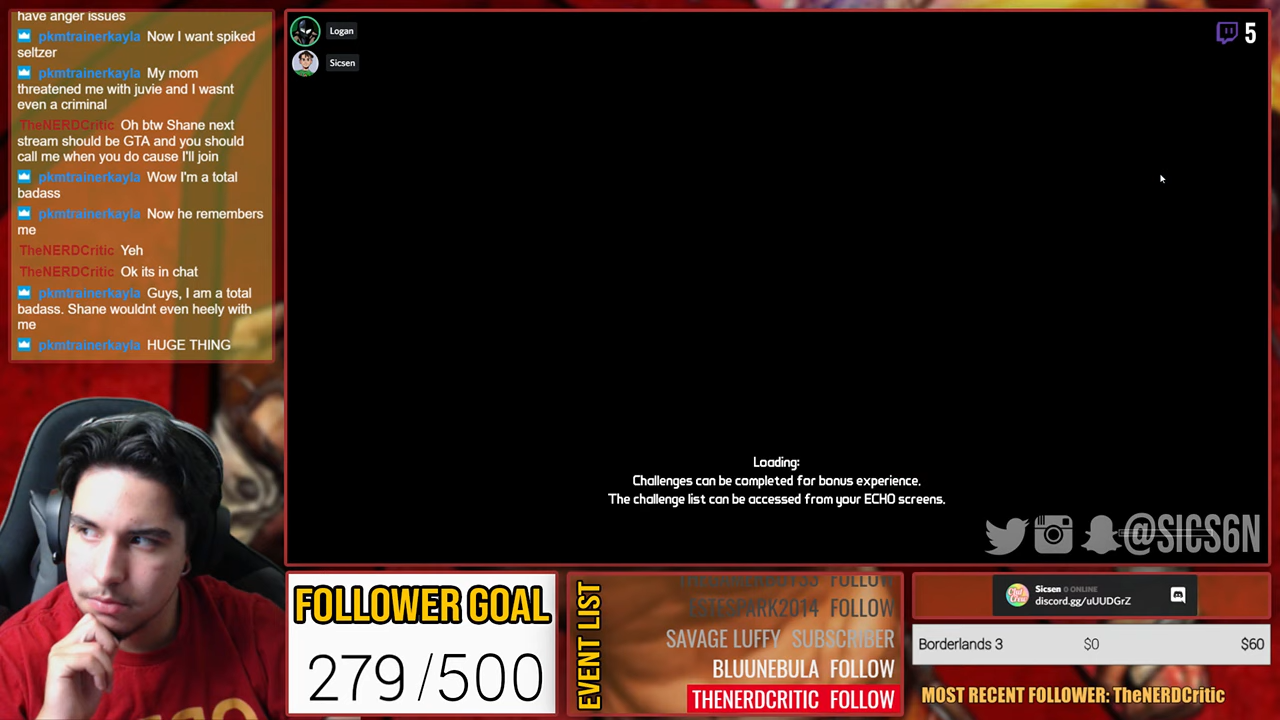 have anger issues
pkmtrainerkayla Now I want spiked
seltzer
pkmtrainerkayla My mom
threatened me with juvie and I wasnt
even a criminal
TheNERDCritic Oh btw Shane next
stream should be GTA and you should
call me when you do cause I'll join
pkmtrainerkayla Wow I'm a total
badass
pkmtrainerkayla Now he remembers
me
TheNERDCritic Yeh
TheNERDCritic Ok its in chat
pkmtrainerkayla Guys, I am a total
badass. Shane wouldnt even heely with
me
pkmtrainerkayla HUGE THING
Logan
Sicsen
5
Loading:
Challenges can be completed for bonus experience.
The challenge list can be accessed from your ECHO screens.
@SICS6N
FOLLOWER GOAL
279/500
EVENT LIST
FOLLOW
ESTESPARK2014 FOLLOW
SAVAGE LUFFY SUBSCRIBER
BLUUNEBULA FOLLOW
THENERDCRITIC FOLLOW
Sicsen 0 ONLINE
discord.gg/uUUDGrZ
Borderlands 3 $0 $60
MOST RECENT FOLLOWER: TheNERDCritic